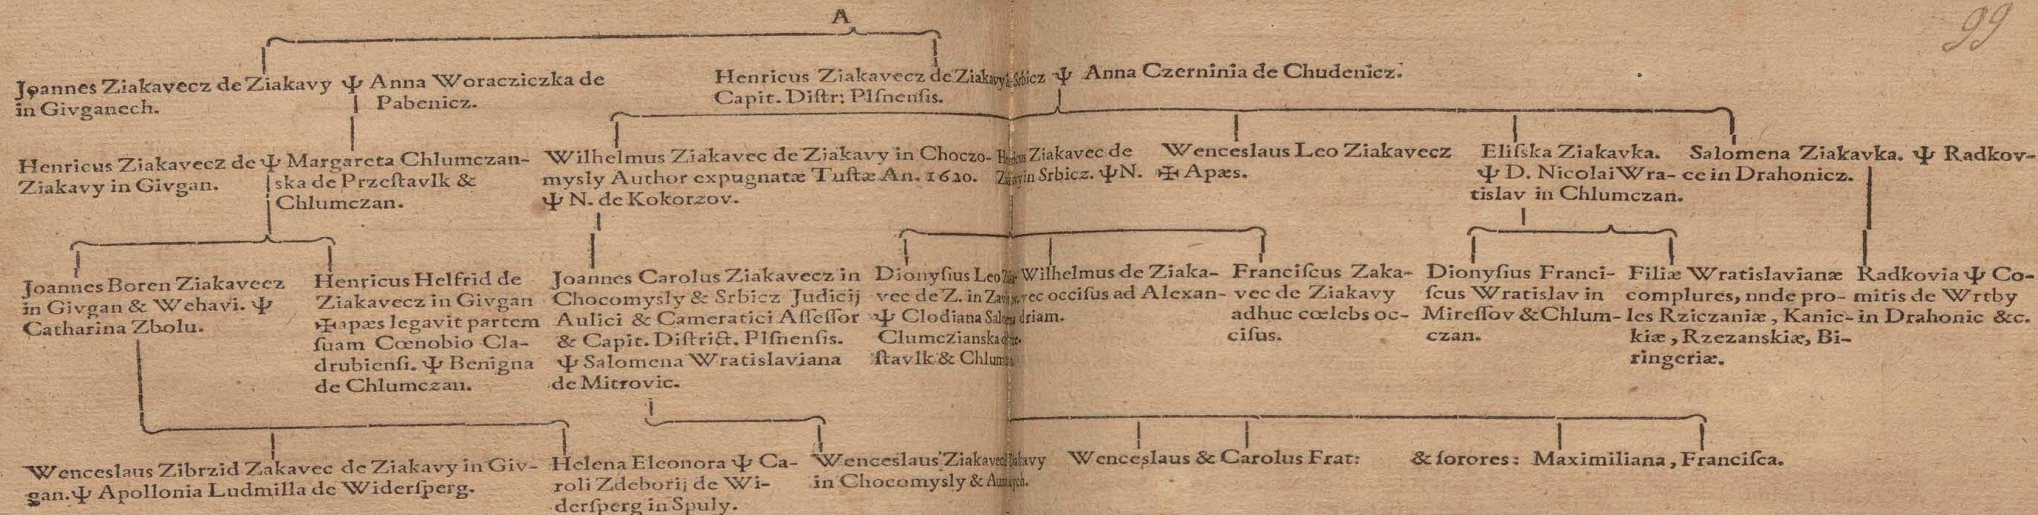 A
99
Joannes Ziakavecz de Ziakavy Ψ Anna Woracziczka de
in Givganech. Pabenicz.
Henricus Ziakavecz de Ziakavy Srbicz Ψ Anna Czerninia de Chudenicz.
Capit. Diſtr: Plſnenſis.
Henricus Ziakavecz de Ψ Margareta Chlumczan-
Ziakavy in Givgan. ska de Przeſtavlk &
Chlumczan.
Wilhelmus Ziakavec de Ziakavy in Choczo-
mysly Author expugnatæ Tuſtæ An. 1620.
Ψ N. de Kokorzov.
Ziakavec de
in Srbicz. Ψ N.
Wenceslaus Leo Ziakavecz
✠ Apæs.
Eliſska Ziakavka.
Ψ D. Nicolai Wra-
tislav in Chlumczan.
Salomena Ziakavka. Ψ Radkov-
ce in Drahonicz.
Joannes Boren Ziakavecz
in Givgan & Wehavi. Ψ
Catharina Zbolu.
Henricus Helfrid de
Ziakavecz in Givgan
✠apæs legavit partem
ſuam Cœnobio Cla-
drubienſi. Ψ Benigna
de Chlumczan.
Joannes Carolus Ziakavecz in
Chocomysly & Srbicz Judicij
Aulici & Cameratici Aſſeſſor
& Capit. Diſtrict. Plſnenſis.
Ψ Salomena Wratislaviana
de Mitrovic.
Dionyſius Leo
vec de Z. in
Ψ Clodiana
Clumczianska
ſtavlk & Chlum
Wilhelmus de Ziaka-
vec occiſus ad Alexan-
driam.
Franciſcus Zaka-
vec de Ziakavy
adhuc cœlebs oc-
ciſus.
Dionyſius Franci-
ſcus Wratislav in
Mireſſov & Chlum-
czan.
Filiæ Wratislavianæ
complures, nnde pro-
les Rziczaniæ, Kanic-
kiæ, Rzezanskiæ, Bi-
ringeriæ.
Radkovia Ψ Co-
mitis de Wrtby
in Drahonic &c.
Wenceslaus Zibrzid Zakavec de Ziakavy in Giv-
gan. Ψ Apollonia Ludmilla de Widerſperg.
Helena Eleonora Ψ Ca-
roli Zdeborij de Wi-
derſperg in Spuly.
Wenceslaus Ziakavec
in Chocomysly &
Wenceslaus & Carolus Frat: & ſorores: Maximiliana, Franciſca.